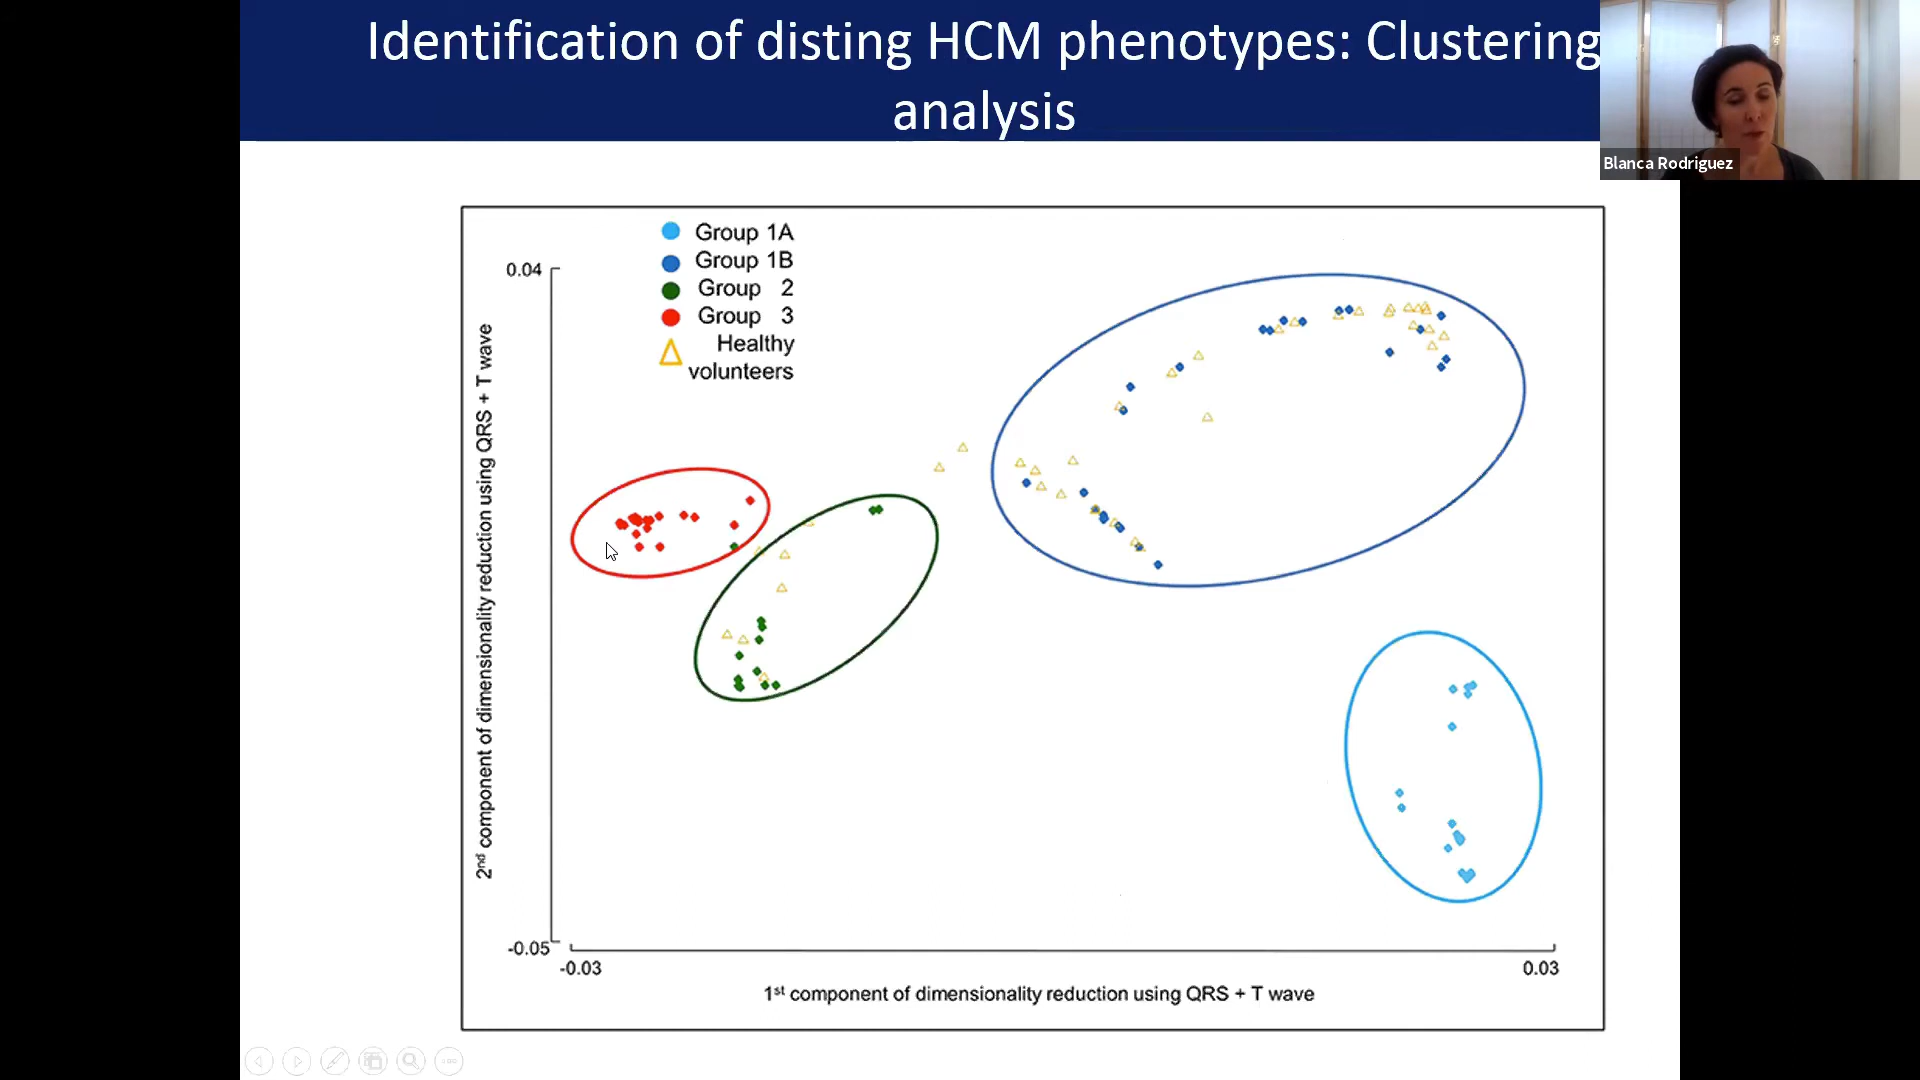 Identification of disting HCM phenotypes: Clustering
analysis
Blanca Rodriguez
Group 1A
Group 1B
Group 2
Group 3
Healthy
volunteers
0.04
2nd component of dimensionality reduction using QRS + T wave
-0.05
-0.03
0.03
1st component of dimensionality reduction using QRS + T wave